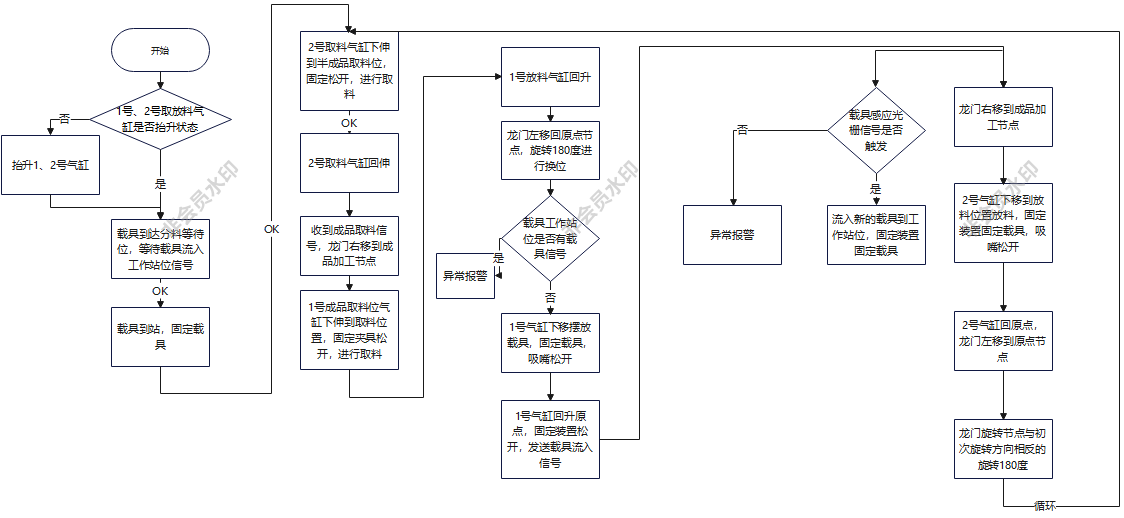 开始
1号、2号取放料气
缸是否抬升状态
否
抬升1、2号气缸
是
载具到达分料等待
位，等待载具流入
工作站位信号
OK
载具到站，固定载
具
OK
2号取料气缸下伸
到半成品取料位，
固定松开，进行取
料
OK
2号取料气缸回伸
收到成品取料信
号，龙门右移到成
品加工节点
1号成品取料位气
缸下伸到取料位
置，固定夹具松
开，进行取料
1号放料气缸回升
龙门左移回原点节
点，旋转180度进
行换位
载具工作站
位是否有载
具信号
是
异常报警
否
1号气缸下移摆放
载具，固定载具，
吸嘴松开
1号气缸回升原
点，固定装置松
开，发送载具流入
信号
载具感应光
栅信号是否
触发
否
异常报警
是
流入新的载具到工
作站位，固定装置
固定载具
龙门右移到成品加
工节点
2号气缸下移到放
料位置放料，固定
装置固定载具，吸
嘴松开
2号气缸回原点，
龙门左移到原点节
点
龙门旋转节点与初
次旋转方向相反的
旋转180度
循环
非会员水印
非会员水印
非会员水印